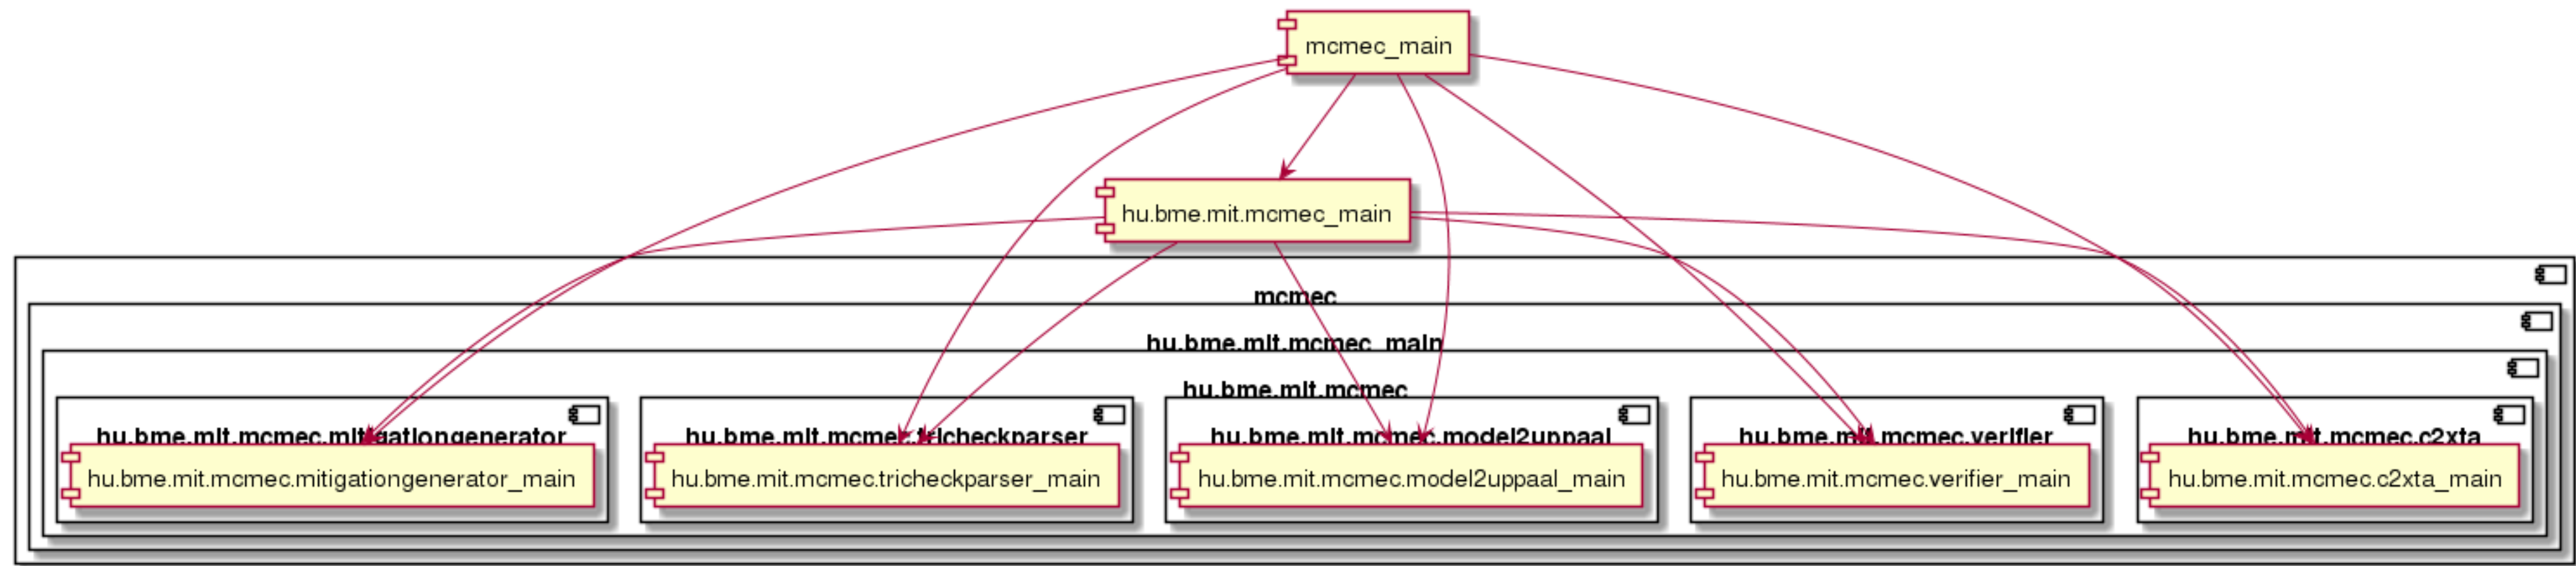 mcmec_main
hu.bme.mit.mcmec_main
mcmec
hu.bme.mit.mcmec_main
hu.bme.mit.mcmec
hu.bme.mit.mcmec.mitigationgenerator
hu.bme.mit.mcmec.tricheckparser
hu.bme.mit.mcmec.model2uppaal
hu.bme.mit.mcmec.verifier
hu.bme.mit.mcmec.c2xta
hu.bme.mit.mcmec.mitigationgenerator_main
hu.bme.mit.mcmec.tricheckparser_main
hu.bme.mit.mcmec.model2uppaal_main
hu.bme.mit.mcmec.verifier_main
hu.bme.mit.mcmec.c2xta_main